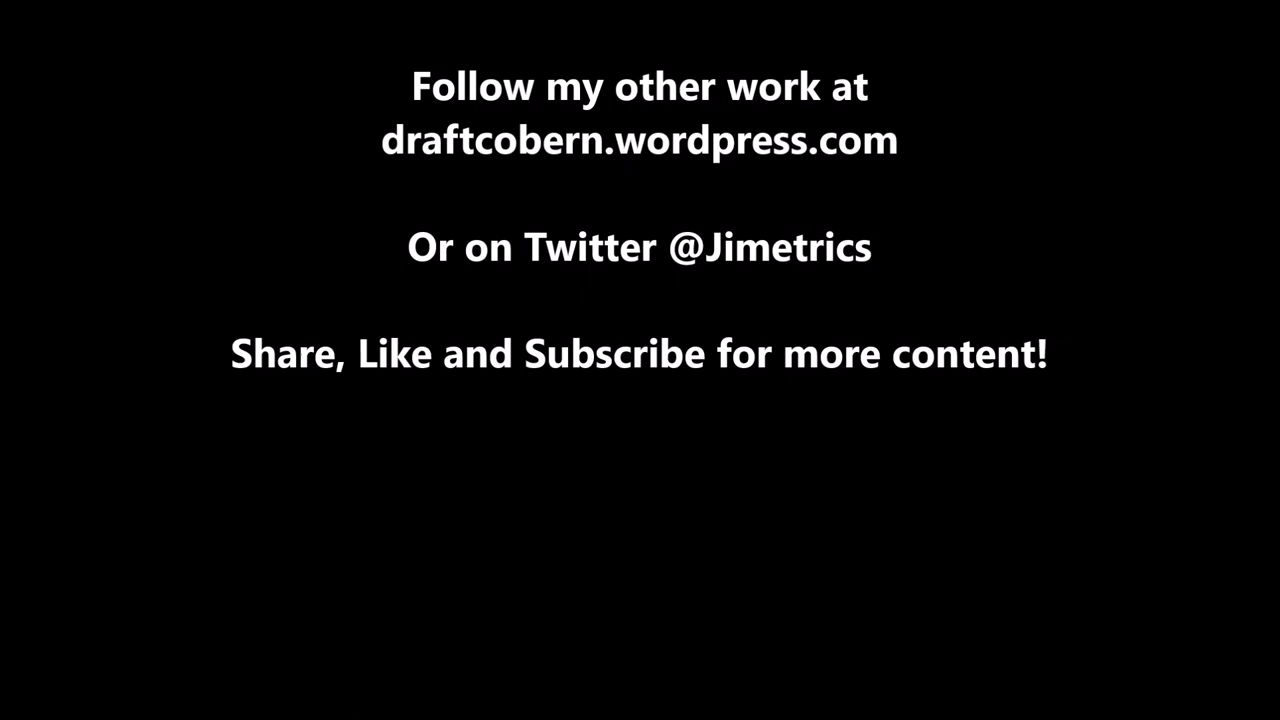 Follow my other work at
draftcobern.wordpress.com
Or on Twitter @Jimetrics
Share, Like and Subscribe for more content!